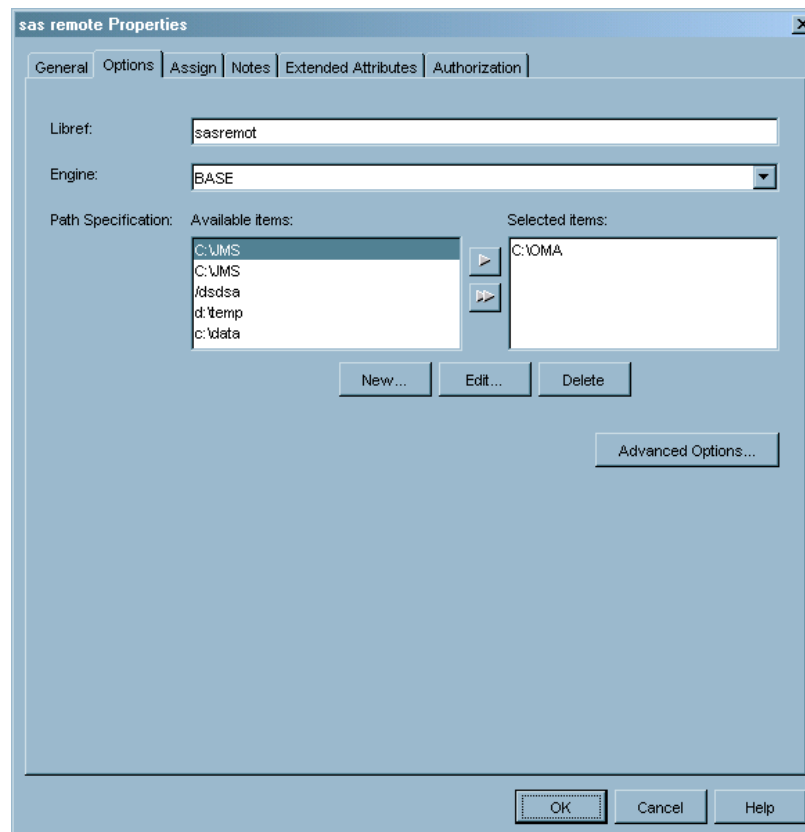 sas remote Properties
General Options Assign Notes Extended Attributes Authorization
Libref: sasremot
Engine: BASE
Path Specification: Available items: Selected items:
C:\JMS C:\OMA
C:\JMS
/dsdsa
d:\temp
c:\data
New... Edit... Delete
Advanced Options...
OK Cancel Help